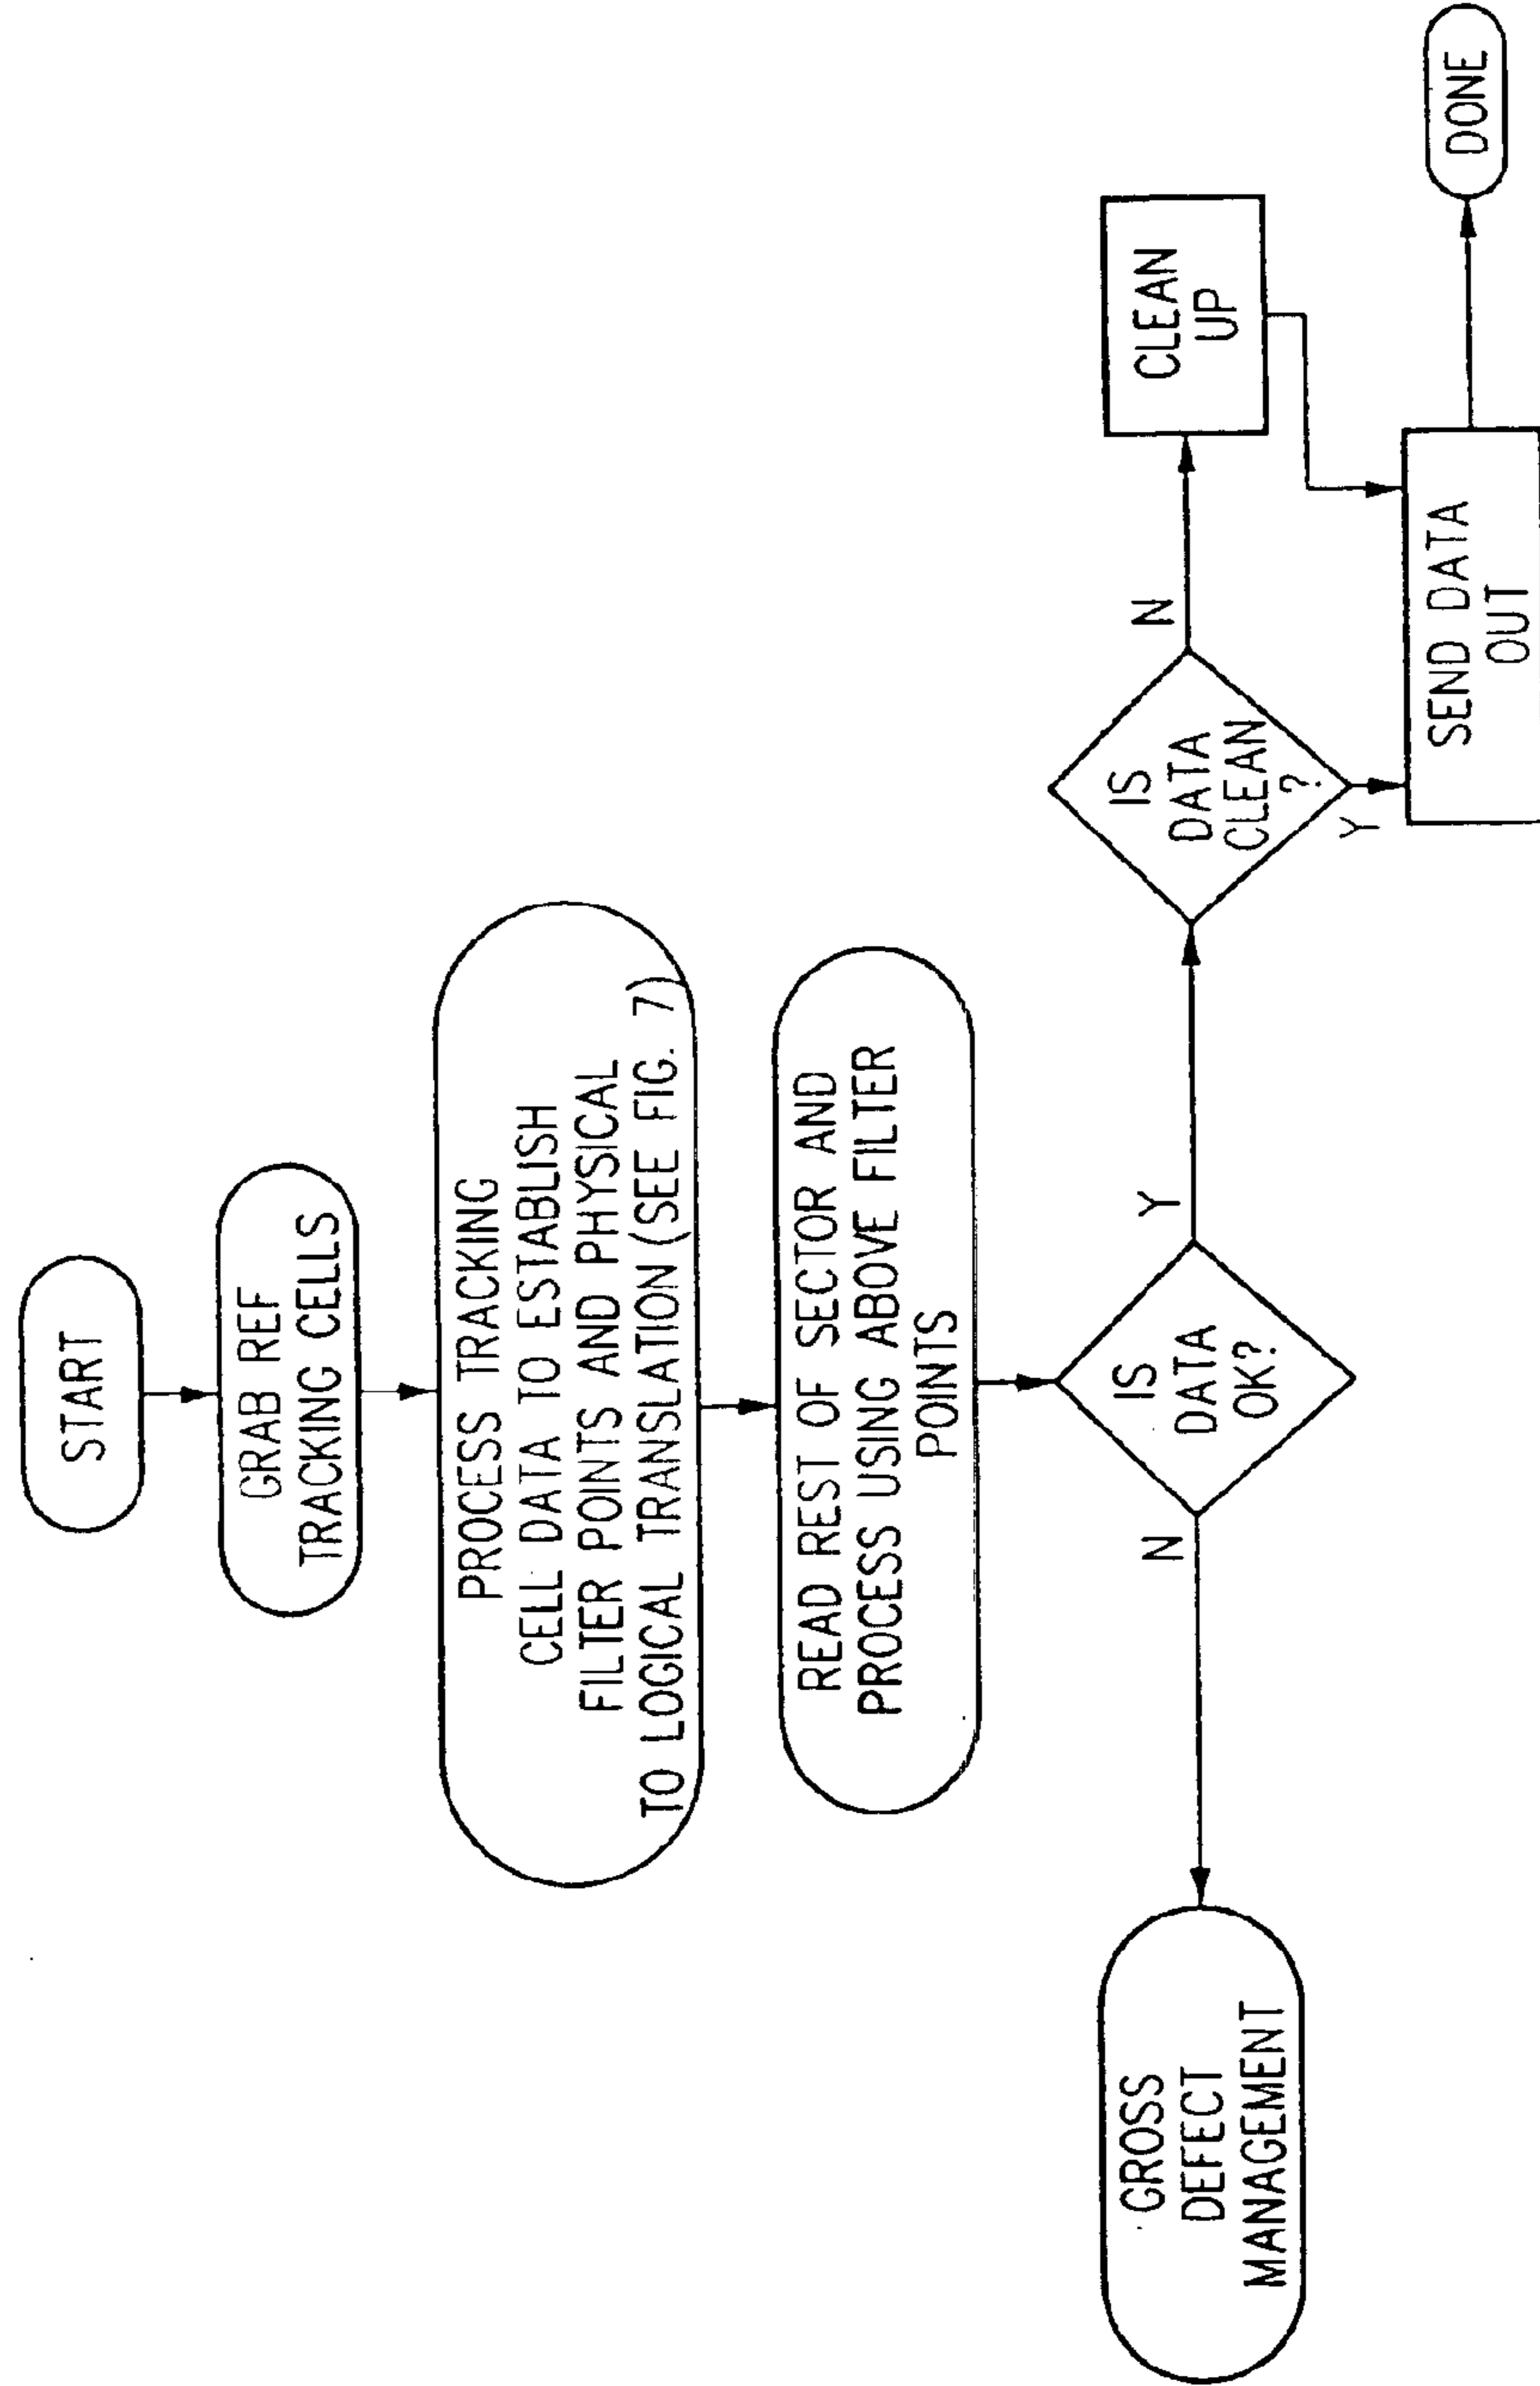 START
GRAB REF
TRACKING CELLS
PROCESS TRACKING
CELL DATA TO ESTABLISH
FILTER POINTS AND PHYSICAL
TO LOGICAL TRANSLATION (SEE FIG. 7)
READ REST OF SECTOR AND
PROCESS USING ABOVE FILTER
POINTS
IS
DATA
OK?
N
Y
GROSS
DEFECT
MANAGEMENT
IS
DATA
CLEAN
?
N
Y
CLEAN
UP
SEND DATA
OUT
DONE